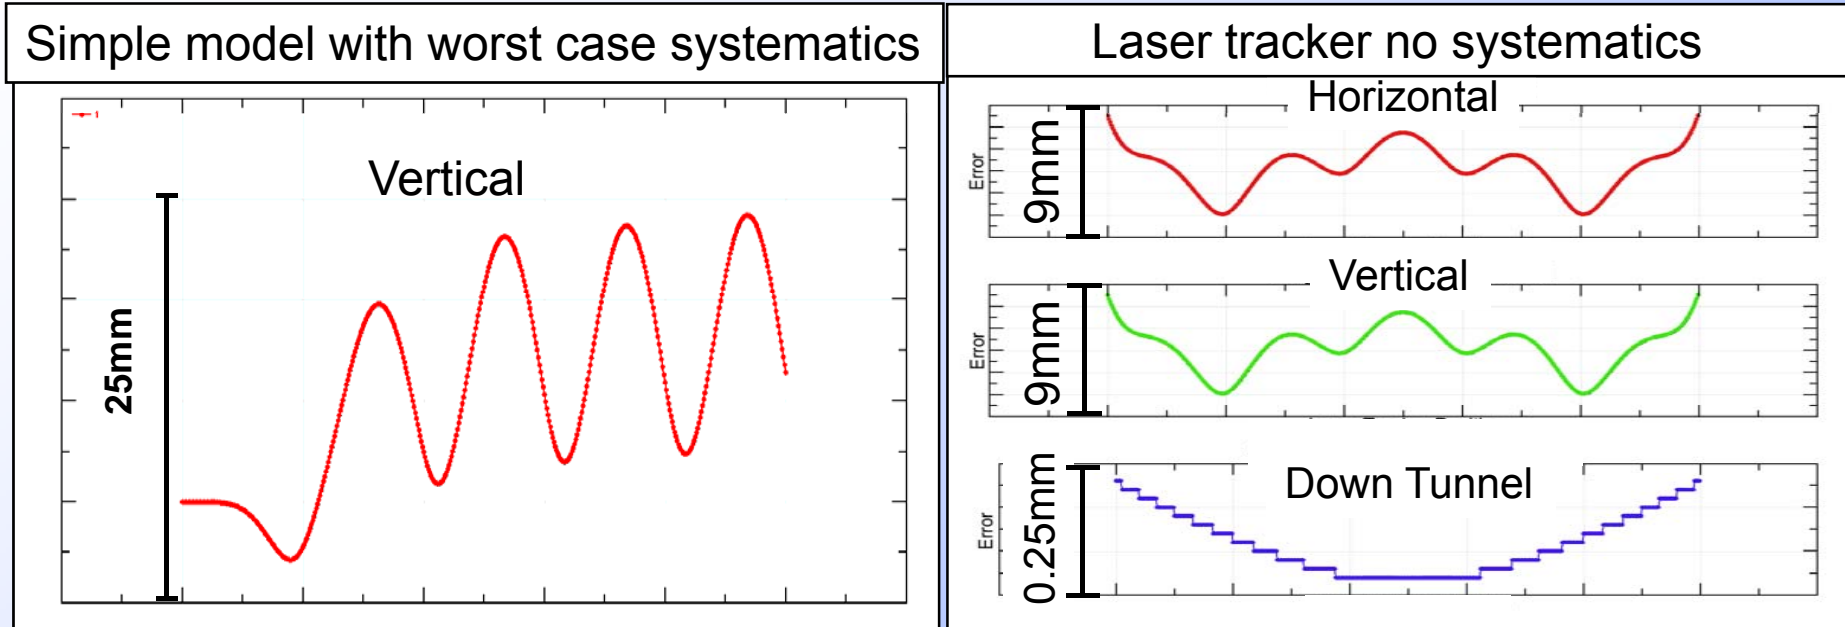 Simple model with worst case systematics
1
Vertical
25mm
Laser tracker no systematics
Horizontal
Error
9mm
Vertical
Error
9mm
Down Tunnel
Error
0.25mm